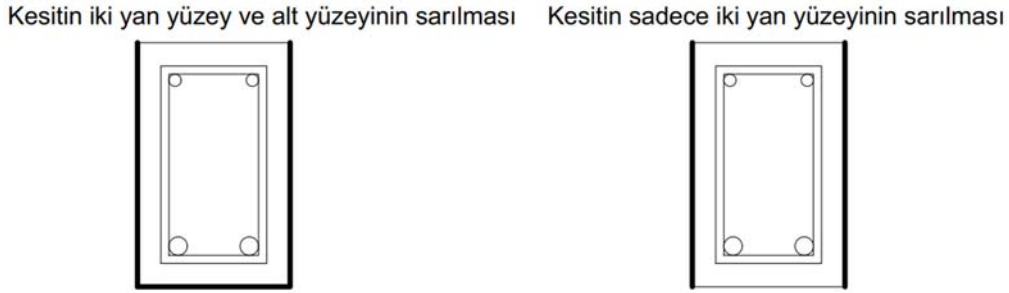 Kesitin iki yan yüzey ve alt yüzeyinin sarılması
Kesitin sadece iki yan yüzeyinin sarılması